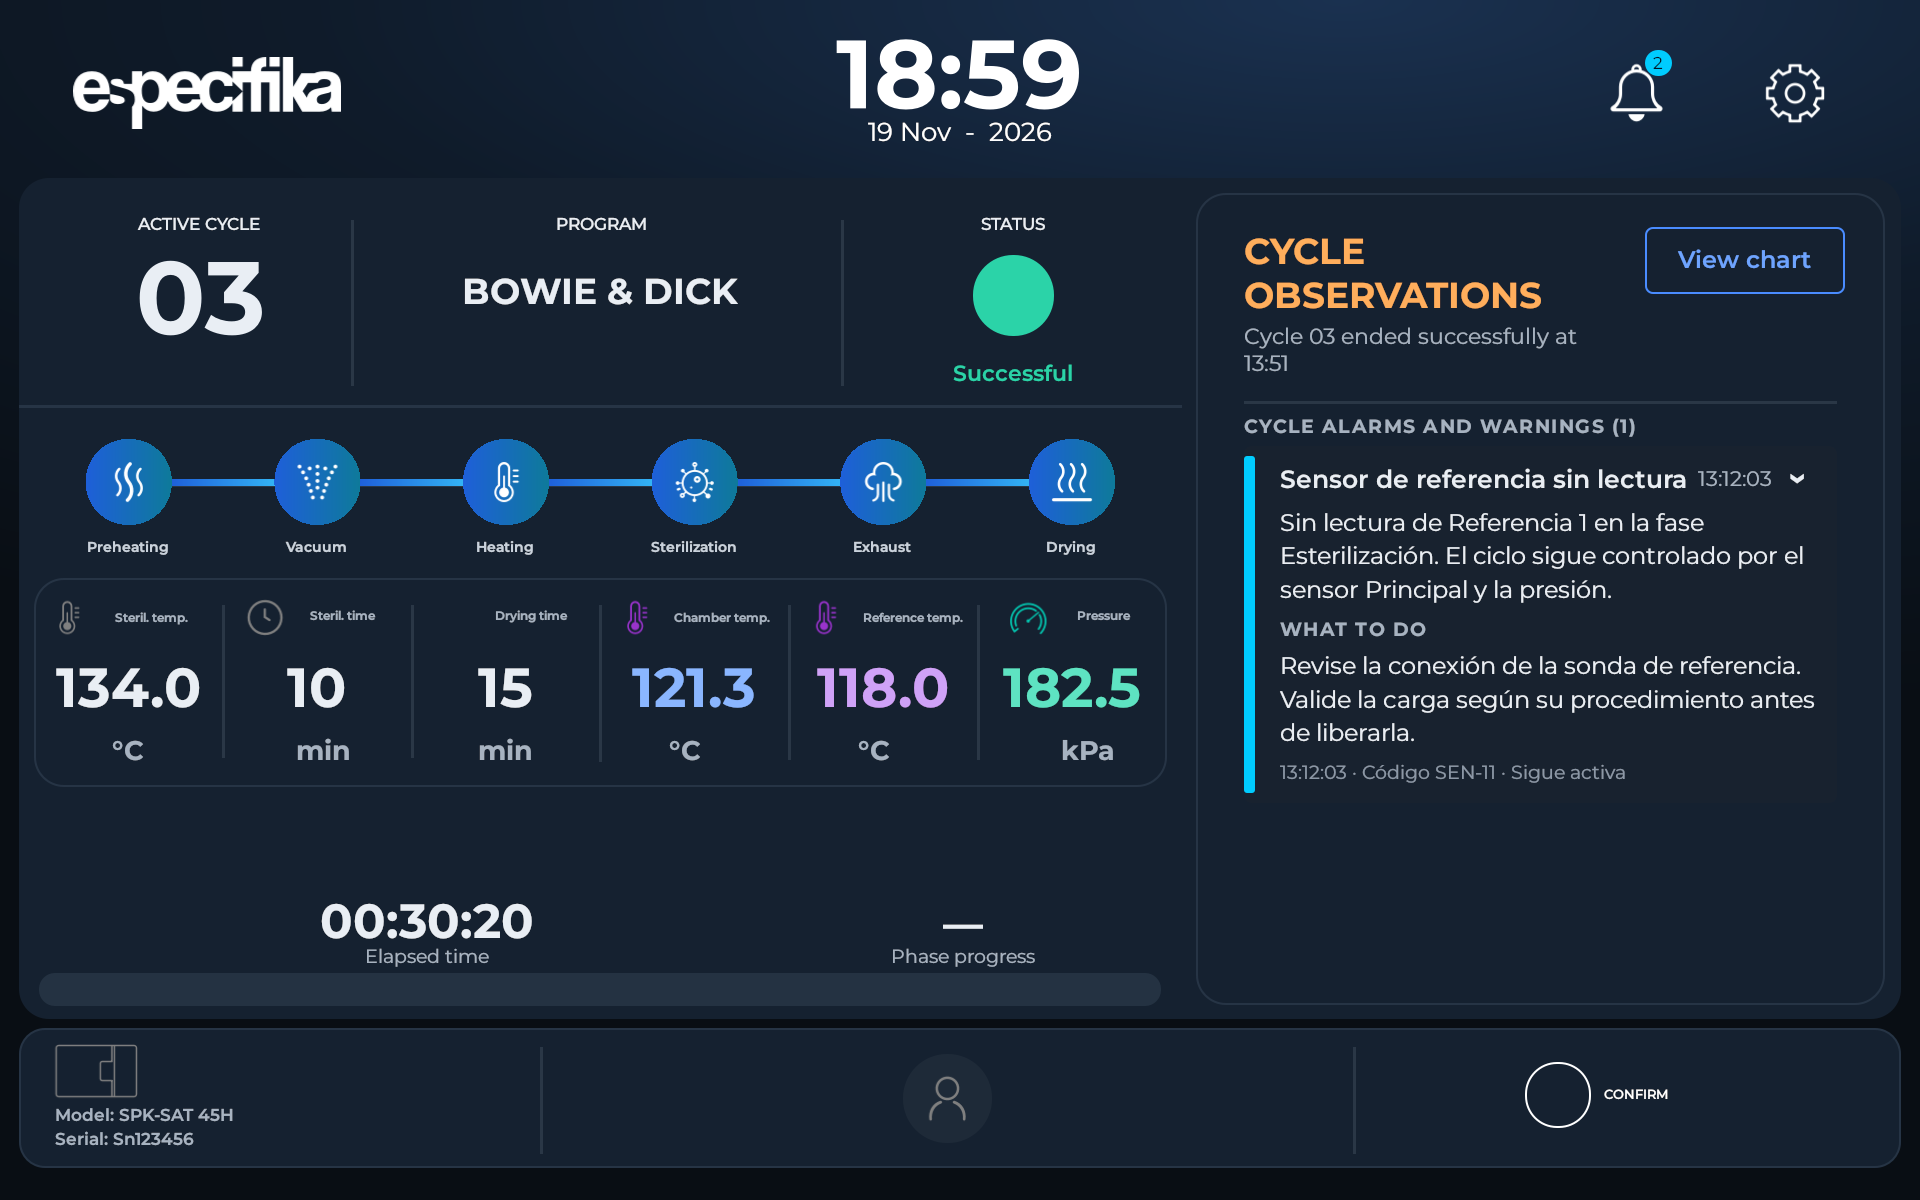 especifika
18:59
19 Nov - 2026
2
ACTIVE CYCLE
03
PROGRAM
BOWIE & DICK
STATUS
Successful
Preheating
Vacuum
Heating
Sterilization
Exhaust
Drying
Steril. temp.
134.0
°C
Steril. time
10
min
Drying time
15
min
Chamber temp.
121.3
°C
Reference temp.
118.0
°C
Pressure
182.5
kPa
00:30:20
Elapsed time
—
Phase progress
CYCLE
OBSERVATIONS
View chart
Cycle 03 ended successfully at
13:51
CYCLE ALARMS AND WARNINGS (1)
Sensor de referencia sin lectura 13:12:03
Sin lectura de Referencia 1 en la fase
Esterilización. El ciclo sigue controlado por el
sensor Principal y la presión.
WHAT TO DO
Revise la conexión de la sonda de referencia.
Valide la carga según su procedimiento antes
de liberarla.
13:12:03 · Código SEN-11 · Sigue activa
Model: SPK-SAT 45H
Serial: Sn123456
CONFIRM